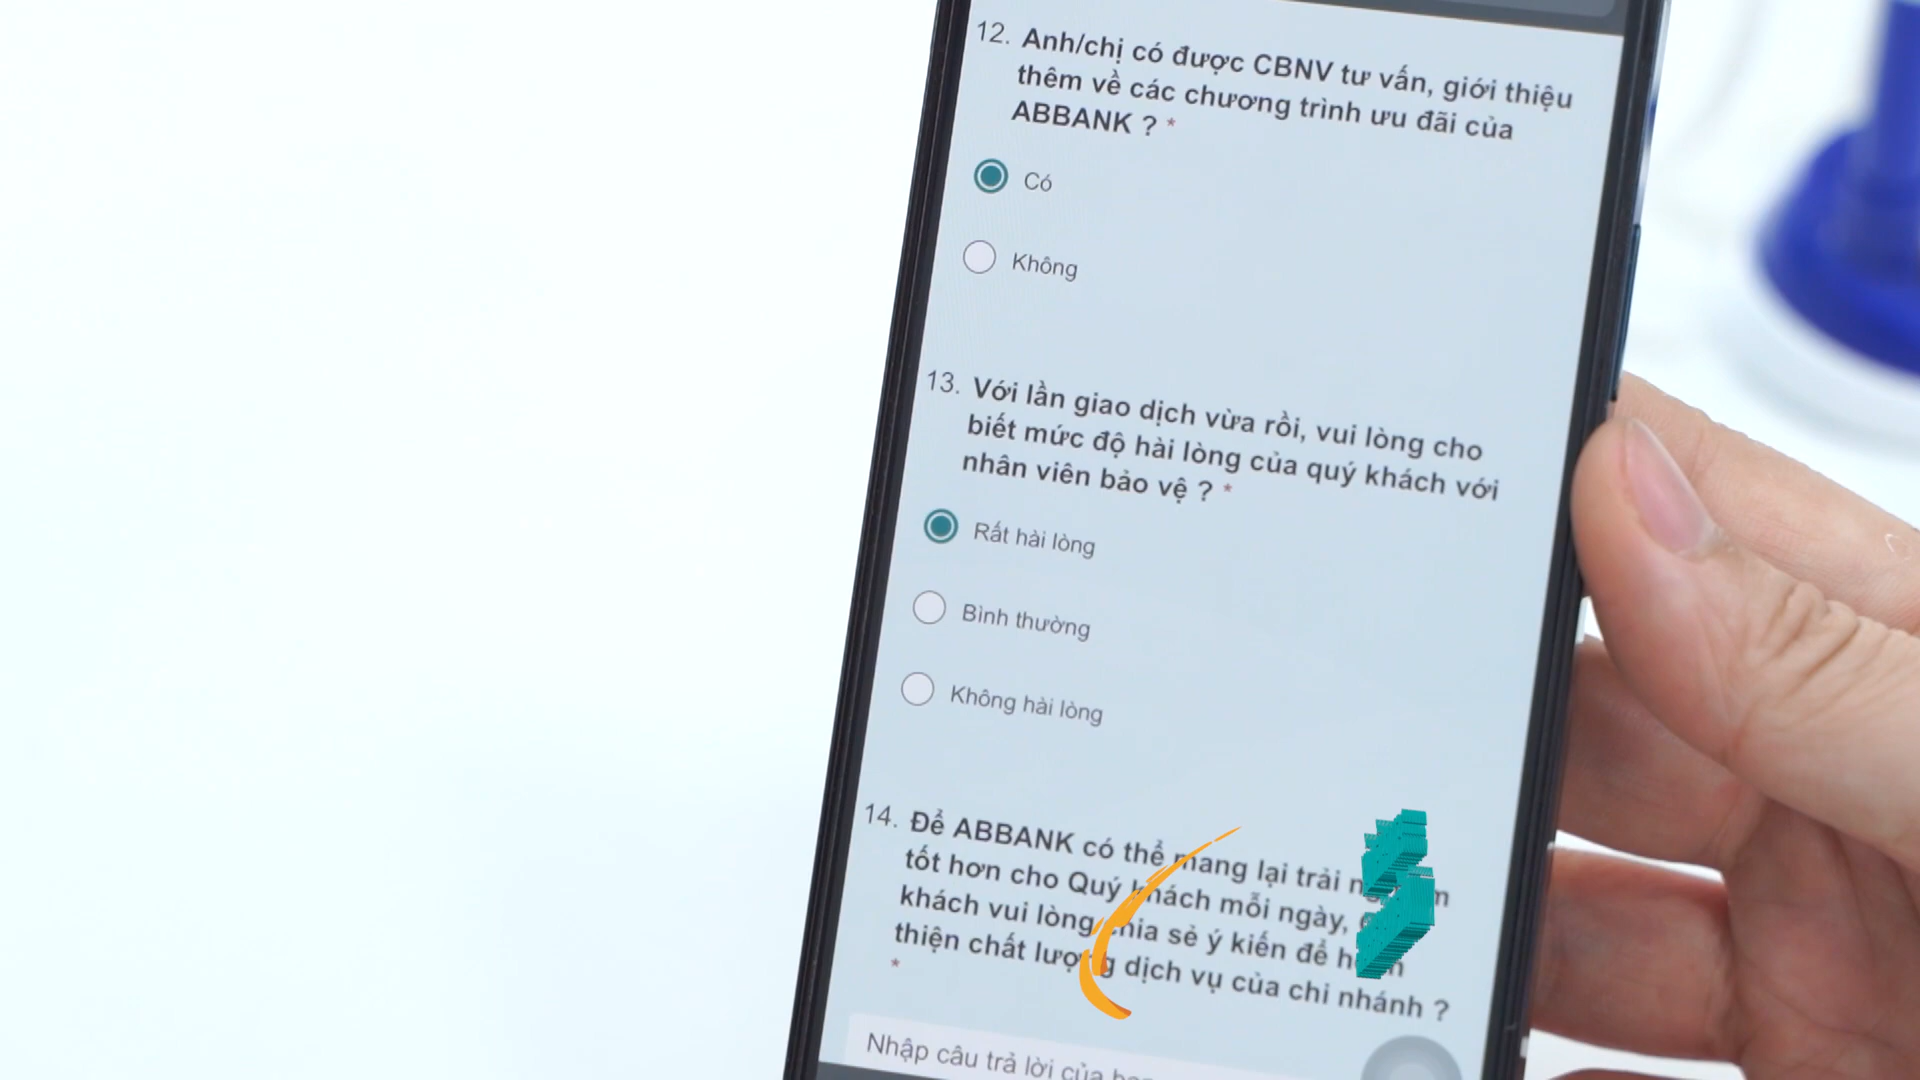 12. Anh/chị có được CBNV tư vấn, giới thiệu
thêm về các chương trình ưu đãi của
ABBANK ? *
Có
Không
13. Với lần giao dịch vừa rồi, vui lòng cho
biết mức độ hài lòng của quý khách với
nhân viên bảo vệ ? *
Rất hài lòng
Bình thường
Không hài lòng
14. Để ABBANK có thể mang lại trải
tốt hơn cho Quý khách mỗi ngày,
khách vui lòng chia sẻ ý kiến để
thiện chất lượng dịch vụ của chi nhánh ?
*
Nhập câu trả lời của